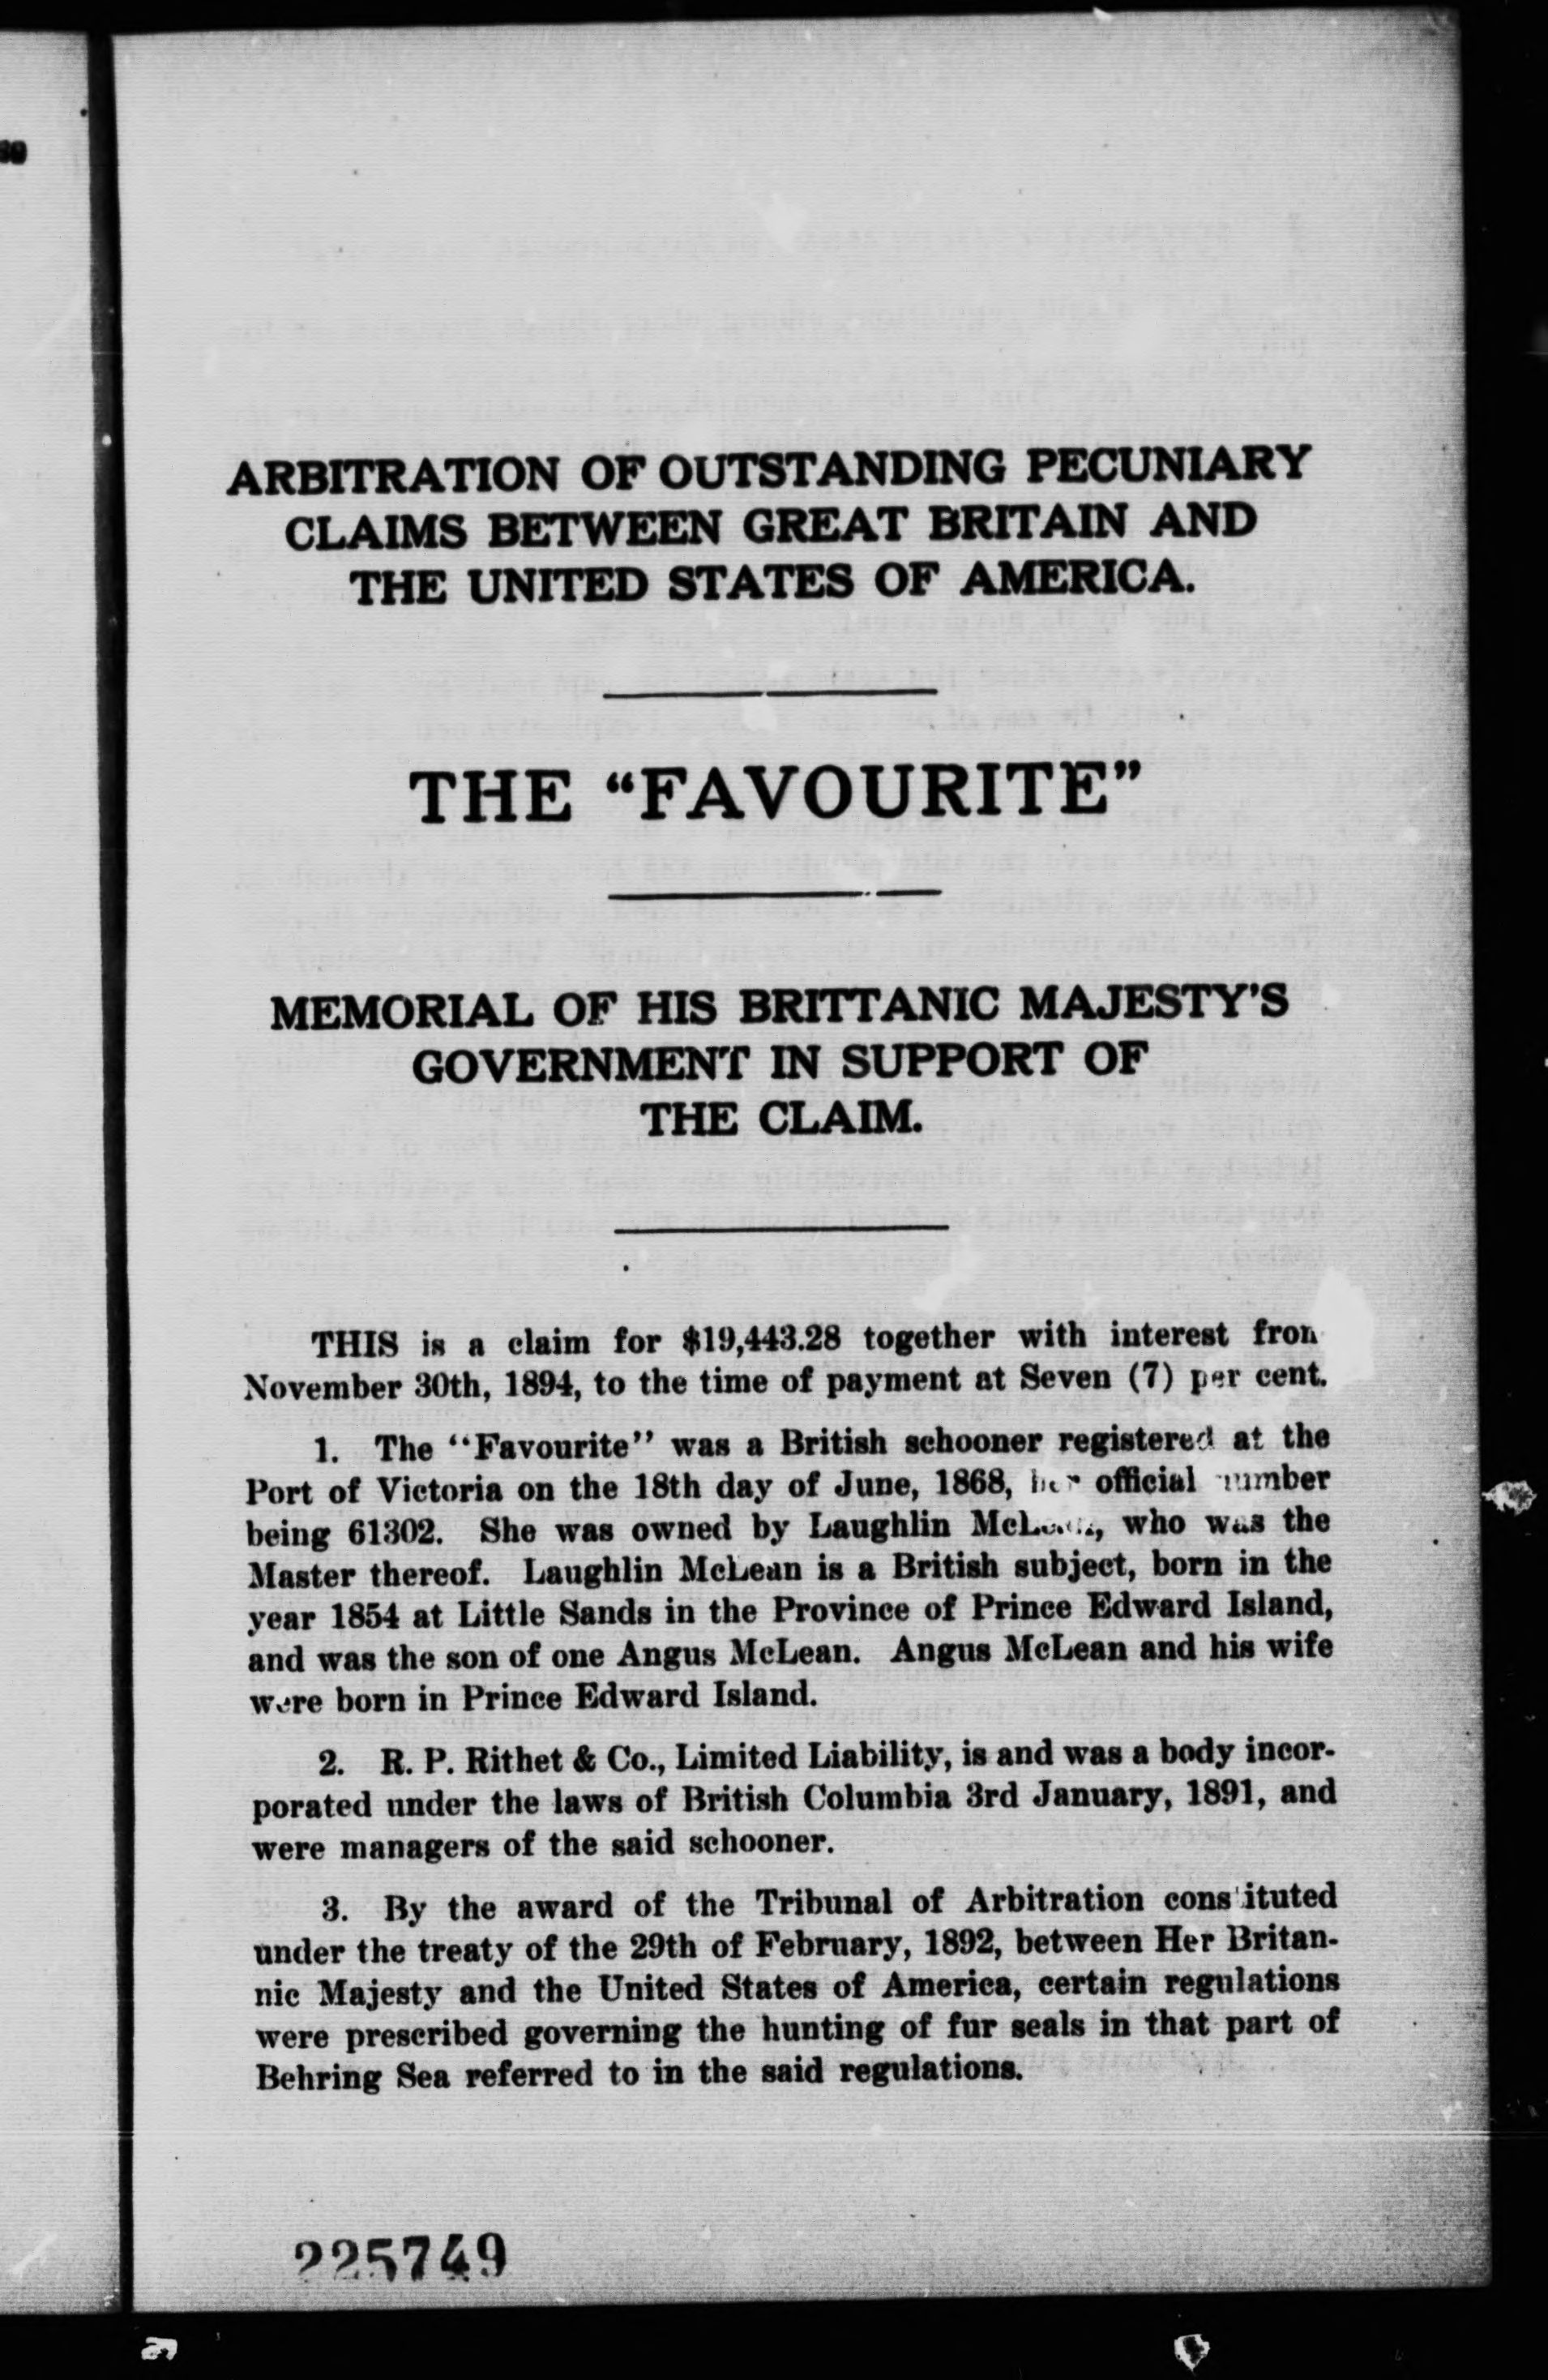 ARBITRATION OF OUTSTANDING PECUNIARY
CLAIMS BETWEEN GREAT BRITAIN AND
THE UNITED STATES OF AMERICA.
THE "FAVOURITE"
MEMORIAL OF HIS BRITTANIC MAJESTY'S
GOVERNMENT IN SUPPORT OF
THE CLAIM.
THIS is a claim for $19,443.28 together with interest from
November 30th, 1894, to the time of payment at Seven (7) per cent.
1. The "Favourite" was a British schooner registered at the
Port of Victoria on the 18th day of June, 1868, her official number
being 61302. She was owned by Laughlin McLean, who was the
Master thereof. Laughlin McLean is a British subject, born in the
year 1854 at Little Sands in the Province of Prince Edward Island,
and was the son of one Angus McLean. Angus McLean and his wife
were born in Prince Edward Island.
2. R. P. Rithet & Co., Limited Liability, is and was a body incor-
porated under the laws of British Columbia 3rd January, 1891, and
were managers of the said schooner.
3. By the award of the Tribunal of Arbitration constituted
under the treaty of the 29th of February, 1892, between Her Britan-
nic Majesty and the United States of America, certain regulations
were prescribed governing the hunting of fur seals in that part of
Behring Sea referred to in the said regulations.
225749